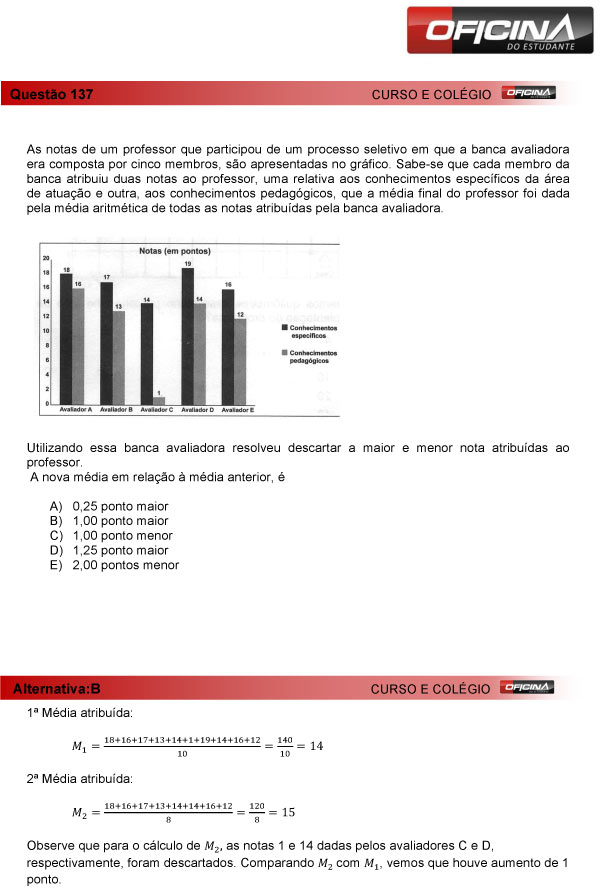 OFICINA
DO ESTUDANTE
Questão 137
CURSO E COLÉGIO
OFICINA
As notas de um professor que participou de um processo seletivo em que a banca avaliadora
era composta por cinco membros, são apresentadas no gráfico. Sabe-se que cada membro da
banca atribuiu duas notas ao professor, uma relativa aos conhecimentos específicos da área
de atuação e outra, aos conhecimentos pedagógicos, que a média final do professor foi dada
pela média aritmética de todas as notas atribuídas pela banca avaliadora.
Notas (em pontos)
20
18
16
14
12
10
8
6
4
2
0
18
16
17
13
14
1
19
14
16
12
Avaliador A
Avaliador B
Avaliador C
Avaliador D
Avaliador E
Conhecimentos
específicos
Conhecimentos
pedagógicos
Utilizando essa banca avaliadora resolveu descartar a maior e menor nota atribuídas ao
professor.
A nova média em relação à média anterior, é
A) 0,25 ponto maior
B) 1,00 ponto maior
C) 1,00 ponto menor
D) 1,25 ponto maior
E) 2,00 pontos menor
Alternativa:B
CURSO E COLÉGIO
OFICINA
1ª Média atribuída:
M₁ = (18+16+17+13+14+1+19+14+16+12)/10 = 140/10 = 14
2ª Média atribuída:
M₂ = (18+16+17+13+14+14+16+12)/8 = 120/8 = 15
Observe que para o cálculo de M₂, as notas 1 e 14 dadas pelos avaliadores C e D,
respectivamente, foram descartados. Comparando M₂ com M₁, vemos que houve aumento de 1
ponto.